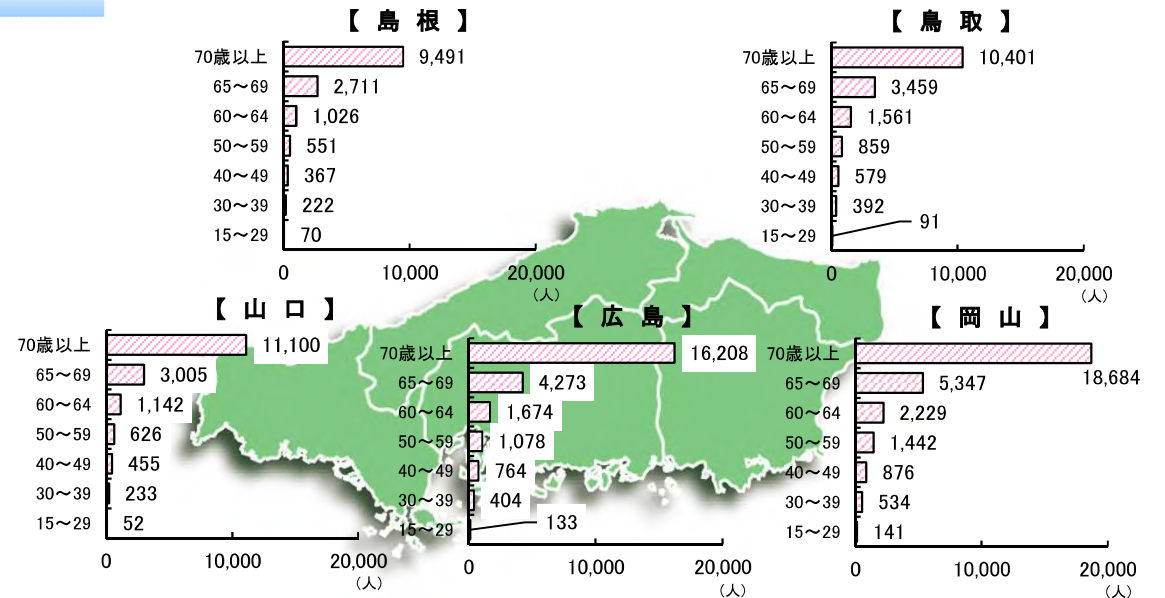 【 島 根 】
70歳以上 9,491
65～69 2,711
60～64 1,026
50～59 551
40～49 367
30～39 222
15～29 70
0 10,000 20,000
（人）
【 鳥 取 】
70歳以上 10,401
65～69 3,459
60～64 1,561
50～59 859
40～49 579
30～39 392
15～29 91
0 10,000 20,000
（人）
【 山 口 】
70歳以上 11,100
65～69 3,005
60～64 1,142
50～59 626
40～49 455
30～39 233
15～29 52
0 10,000 20,000
（人）
【 広 島 】
70歳以上 16,208
65～69 4,273
60～64 1,674
50～59 1,078
40～49 764
30～39 404
15～29 133
0 10,000 20,000
（人）
【 岡 山 】
70歳以上 18,684
65～69 5,347
60～64 2,229
50～59 1,442
40～49 876
30～39 534
15～29 141
0 10,000 20,000
（人）